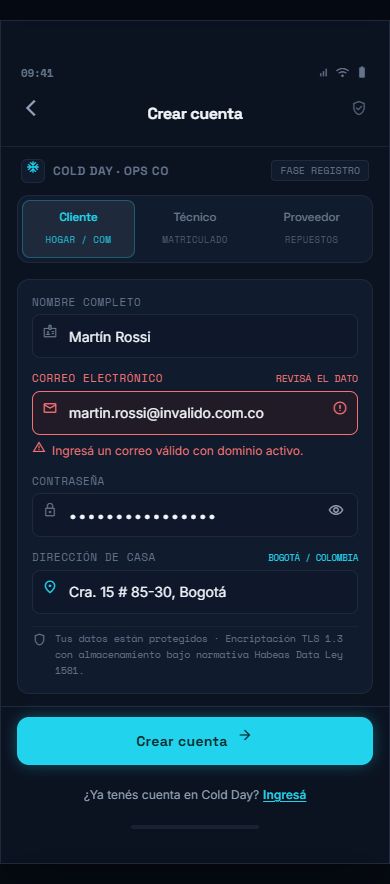 09:41
Crear cuenta
COLD DAY · OPS CO
FASE REGISTRO
Cliente
HOGAR / COM
Técnico
MATRICULADO
Proveedor
REPUESTOS
NOMBRE COMPLETO
Martín Rossi
CORREO ELECTRÓNICO
REVISÁ EL DATO
martin.rossi@invalido.com.co
Ingresá un correo válido con dominio activo.
CONTRASEÑA
••••••••••••••••
DIRECCIÓN DE CASA
BOGOTÁ / COLOMBIA
Cra. 15 # 85-30, Bogotá
Tus datos están protegidos · Encriptación TLS 1.3
con almacenamiento bajo normativa Habeas Data Ley
1581.
Crear cuenta →
¿Ya tenés cuenta en Cold Day? Ingresá